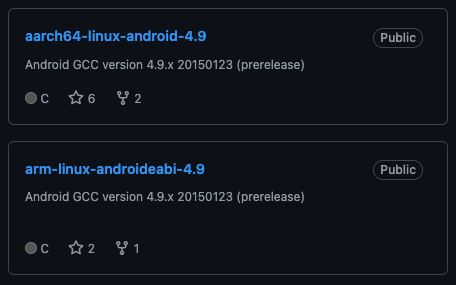 aarch64-linux-android-4.9
Public
Android GCC version 4.9.x 20150123 (prerelease)
C 6 2
arm-linux-androideabi-4.9
Public
Android GCC version 4.9.x 20150123 (prerelease)
C 2 1